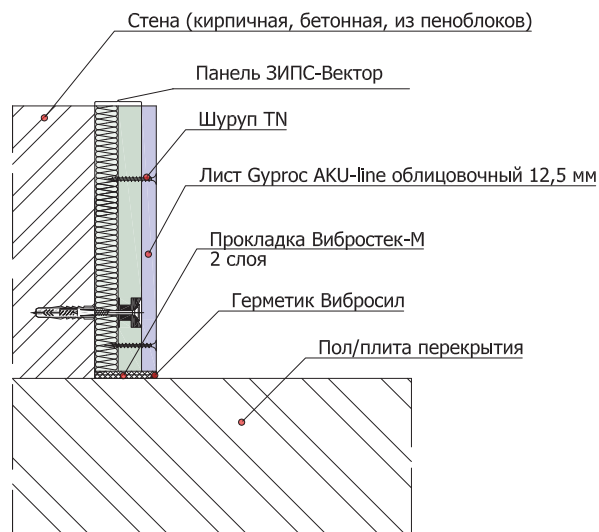 Стена (кирпичная, бетонная, из пеноблоков)
Панель ЗИПС-Вектор
Шуруп TN
Лист Gyproc AKU-line облицовочный 12,5 мм
Прокладка Вибростек-М
2 слоя
Герметик Вибросил
Пол/плита перекрытия